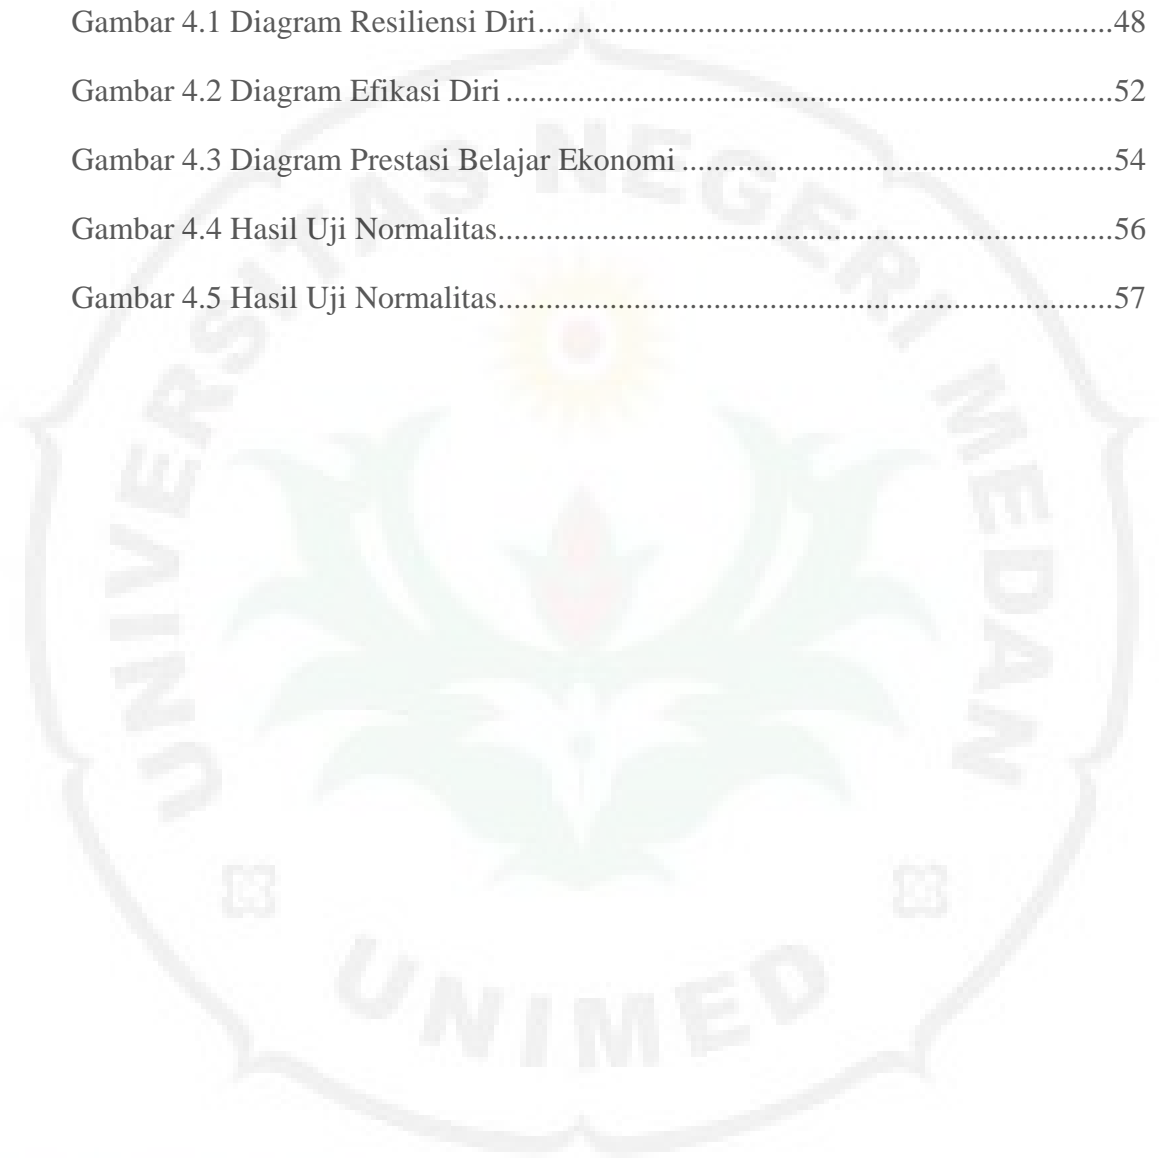 Gambar 4.1 Diagram Resiliensi Diri.........................................................................48
Gambar 4.2 Diagram Efikasi Diri.............................................................................52
Gambar 4.3 Diagram Prestasi Belajar Ekonomi.......................................................54
Gambar 4.4 Hasil Uji Normalitas..............................................................................56
Gambar 4.5 Hasil Uji Normalitas..............................................................................57
UNIVERSITAS NEGERI MEDAN
UNIMED